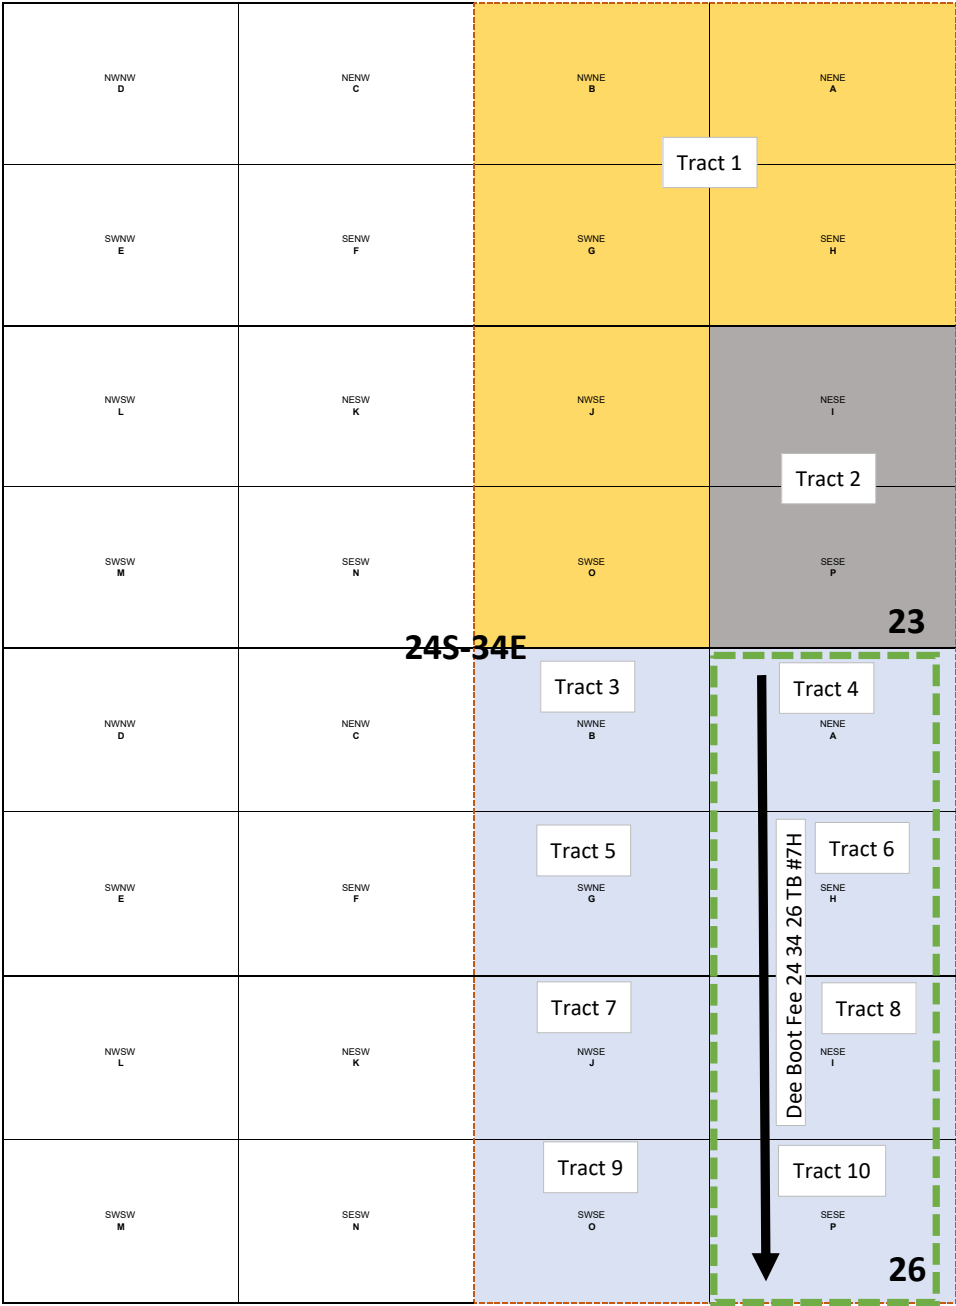 NWNW
D
NENW
C
NWNE
B
NENE
A
Tract 1
SWNW
E
SENW
F
SWNE
G
SENE
H
NWSW
L
NESW
K
NWSE
J
NESE
I
Tract 2
SWSW
M
SESW
N
SWSE
O
SESE
P
23
24S-34E
Tract 3
Tract 4
NWNW
D
NENW
C
NWNE
B
NENE
A
Tract 5
Tract 6
SWNW
E
SENW
F
SWNE
G
SENE
H
Dee Boot Fee 24 34 26 TB #7H
Tract 7
Tract 8
NWSW
L
NESW
K
NWSE
J
NESE
I
Tract 9
Tract 10
SWSW
M
SESW
N
SWSE
O
SESE
P
26